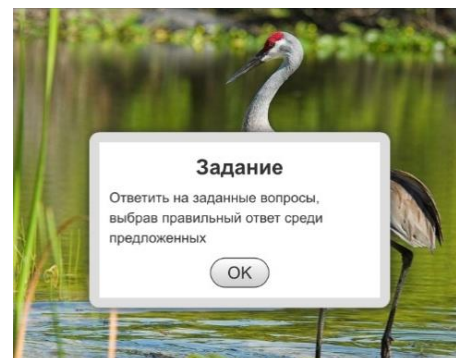 Задание
Ответить на заданные вопросы,
выбрав правильный ответ среди
предложенных
OK